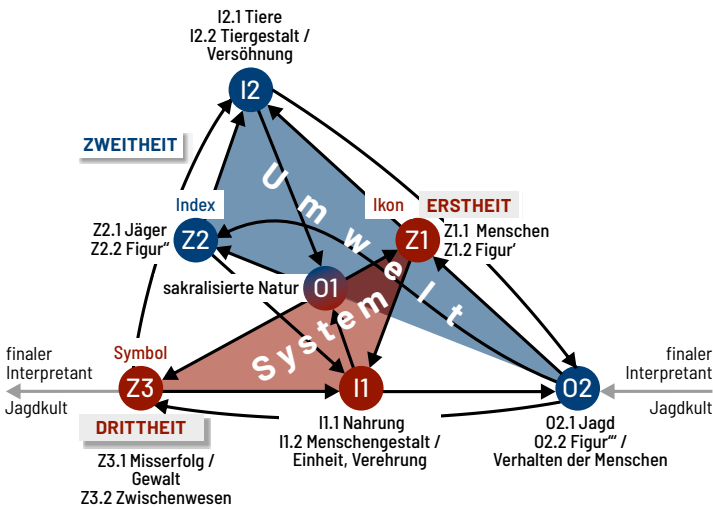 I2.1 Tiere
I2.2 Tiergestalt /
Versöhnung
I2
ZWEITHEIT
Umwelt
Index
Ikon
ERSTHEIT
Z2.1 Jäger
Z2.2 Figur"
Z2
Z1
Z1.1 Menschen
Z1.2 Figur'
sakralisierte Natur
O1
System
finaler
Interpretant
Jagdkult
Symbol
Z3
I1
O2
finaler
Interpretant
Jagdkult
DRITTHEIT
Z3.1 Misserfolg /
Gewalt
Z3.2 Zwischenwesen
I1.1 Nahrung
I1.2 Menschengestalt /
Einheit, Verehrung
O2.1 Jagd
O2.2 Figur"' /
Verhalten der Menschen